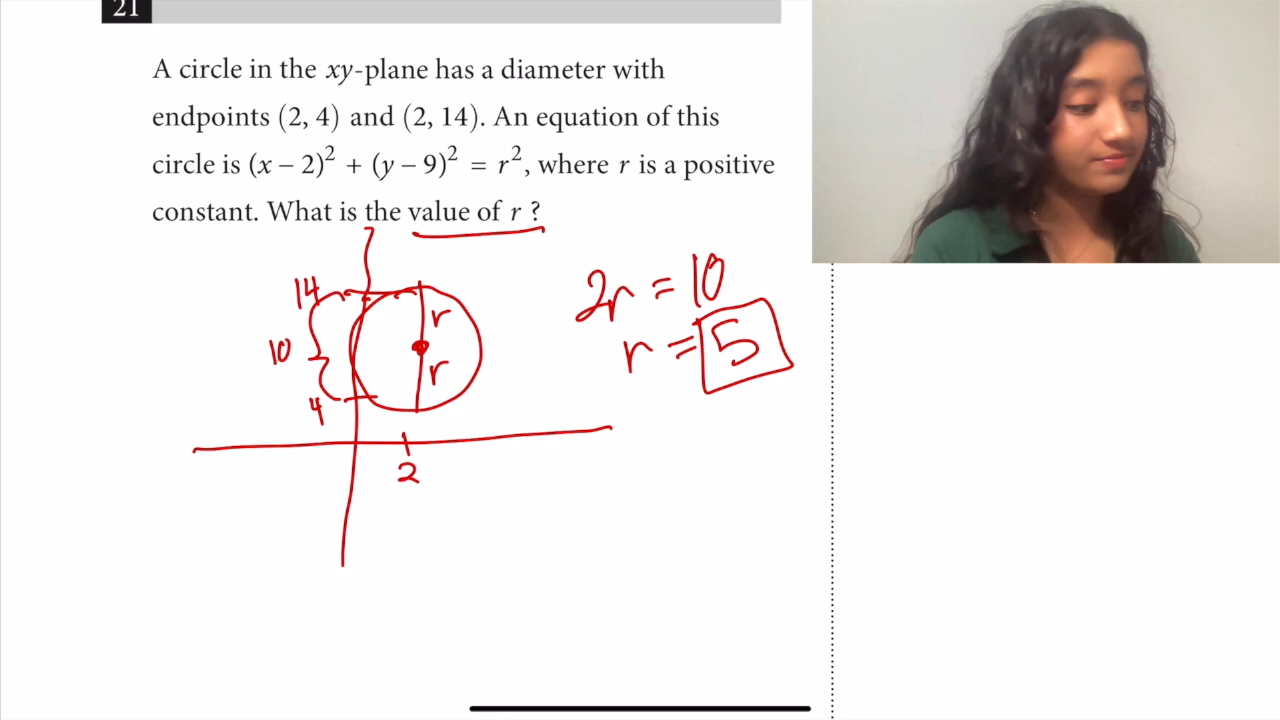 21
A circle in the xy-plane has a diameter with
endpoints (2, 4) and (2, 14). An equation of this
circle is (x − 2)² + (y − 9)² = r², where r is a positive
constant. What is the value of r ?
14
10
4
r
r
2
2r = 10
r = 5